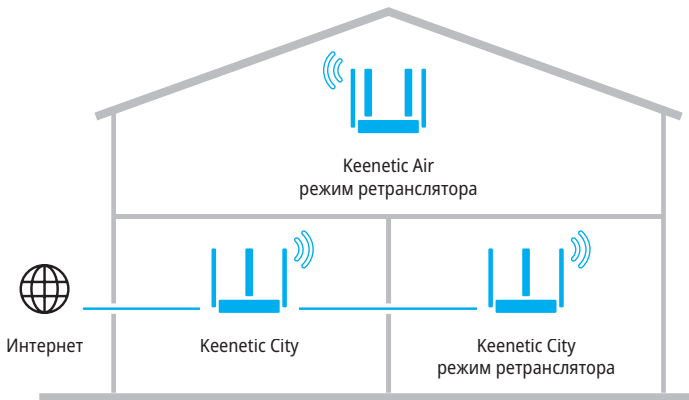 Keenetic Air
режим ретранслятора
Интернет
Keenetic City
Keenetic City
режим ретранслятора